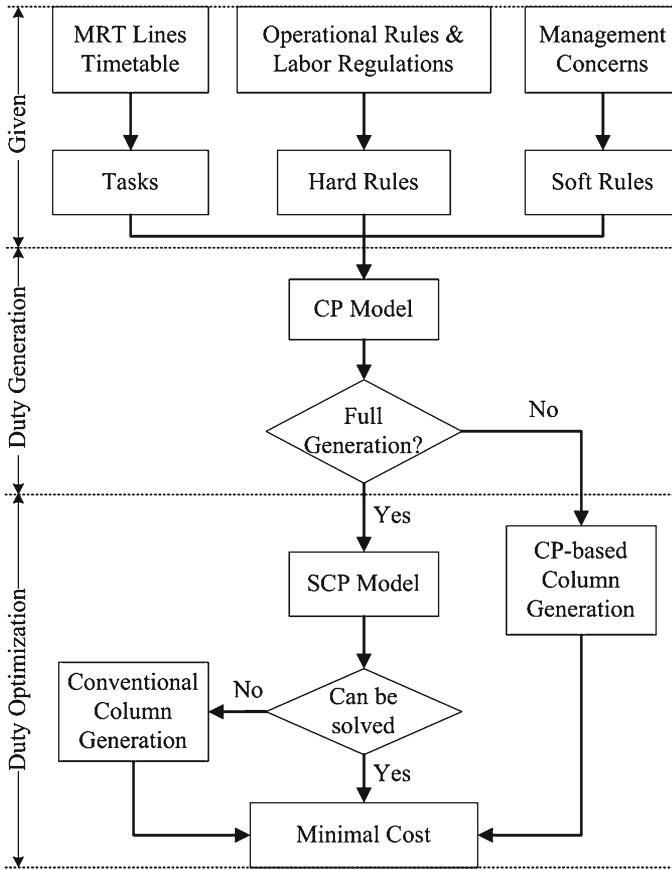 Given
MRT Lines
Timetable
Operational Rules &
Labor Regulations
Management
Concerns
Tasks
Hard Rules
Soft Rules
Duty Generation
CP Model
Full
Generation?
No
Yes
Duty Optimization
SCP Model
CP-based
Column
Generation
Conventional
Column
Generation
No
Can be
solved
Yes
Minimal Cost